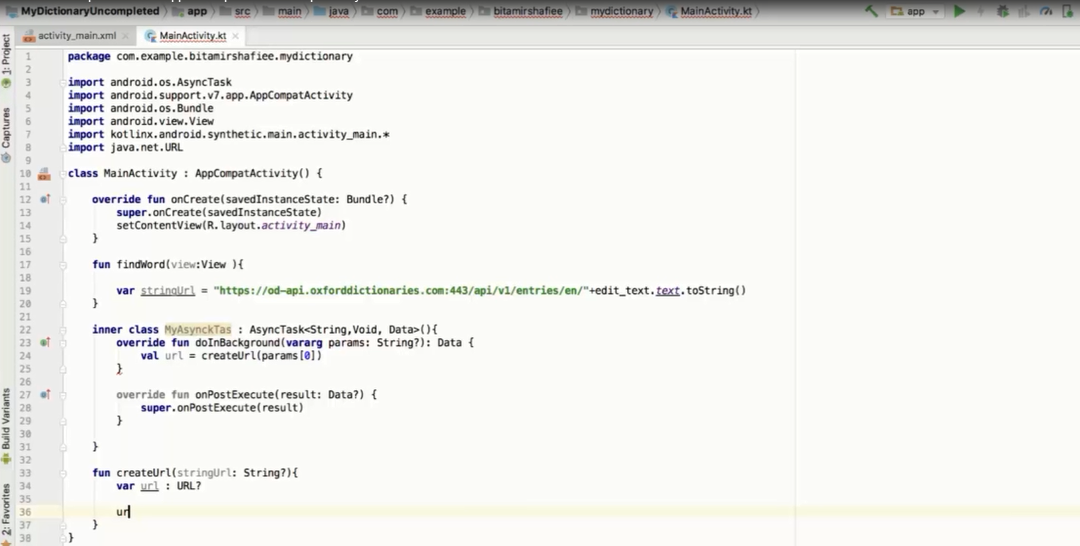 MyDictionaryUncompleted app src main java com example bitamirshafiee mydictionary MainActivity.kt app
activity_main.xml MainActivity.kt
1: Project
Captures
Build Variants
2: Favorites
1 package com.example.bitamirshafiee.mydictionary
2
3 import android.os.AsyncTask
4 import android.support.v7.app.AppCompatActivity
5 import android.os.Bundle
6 import android.view.View
7 import kotlinx.android.synthetic.main.activity_main.*
8 import java.net.URL
9
10 class MainActivity : AppCompatActivity() {
11
12 override fun onCreate(savedInstanceState: Bundle?) {
13 super.onCreate(savedInstanceState)
14 setContentView(R.layout.activity_main)
15 }
16
17 fun findWord(view:View ){
18
19 var stringUrl = "https://od-api.oxforddictionaries.com:443/api/v1/entries/en/"+edit_text.text.toString()
20 }
21
22 inner class MyAsynckTas : AsyncTask<String,Void, Data>(){
23 override fun doInBackground(vararg params: String?): Data {
24 val url = createUrl(params[0])
25 }
26
27 override fun onPostExecute(result: Data?) {
28 super.onPostExecute(result)
29 }
30
31 }
32
33 fun createUrl(stringUrl: String?){
34 var url : URL?
35
36 ur
37 }
38 }